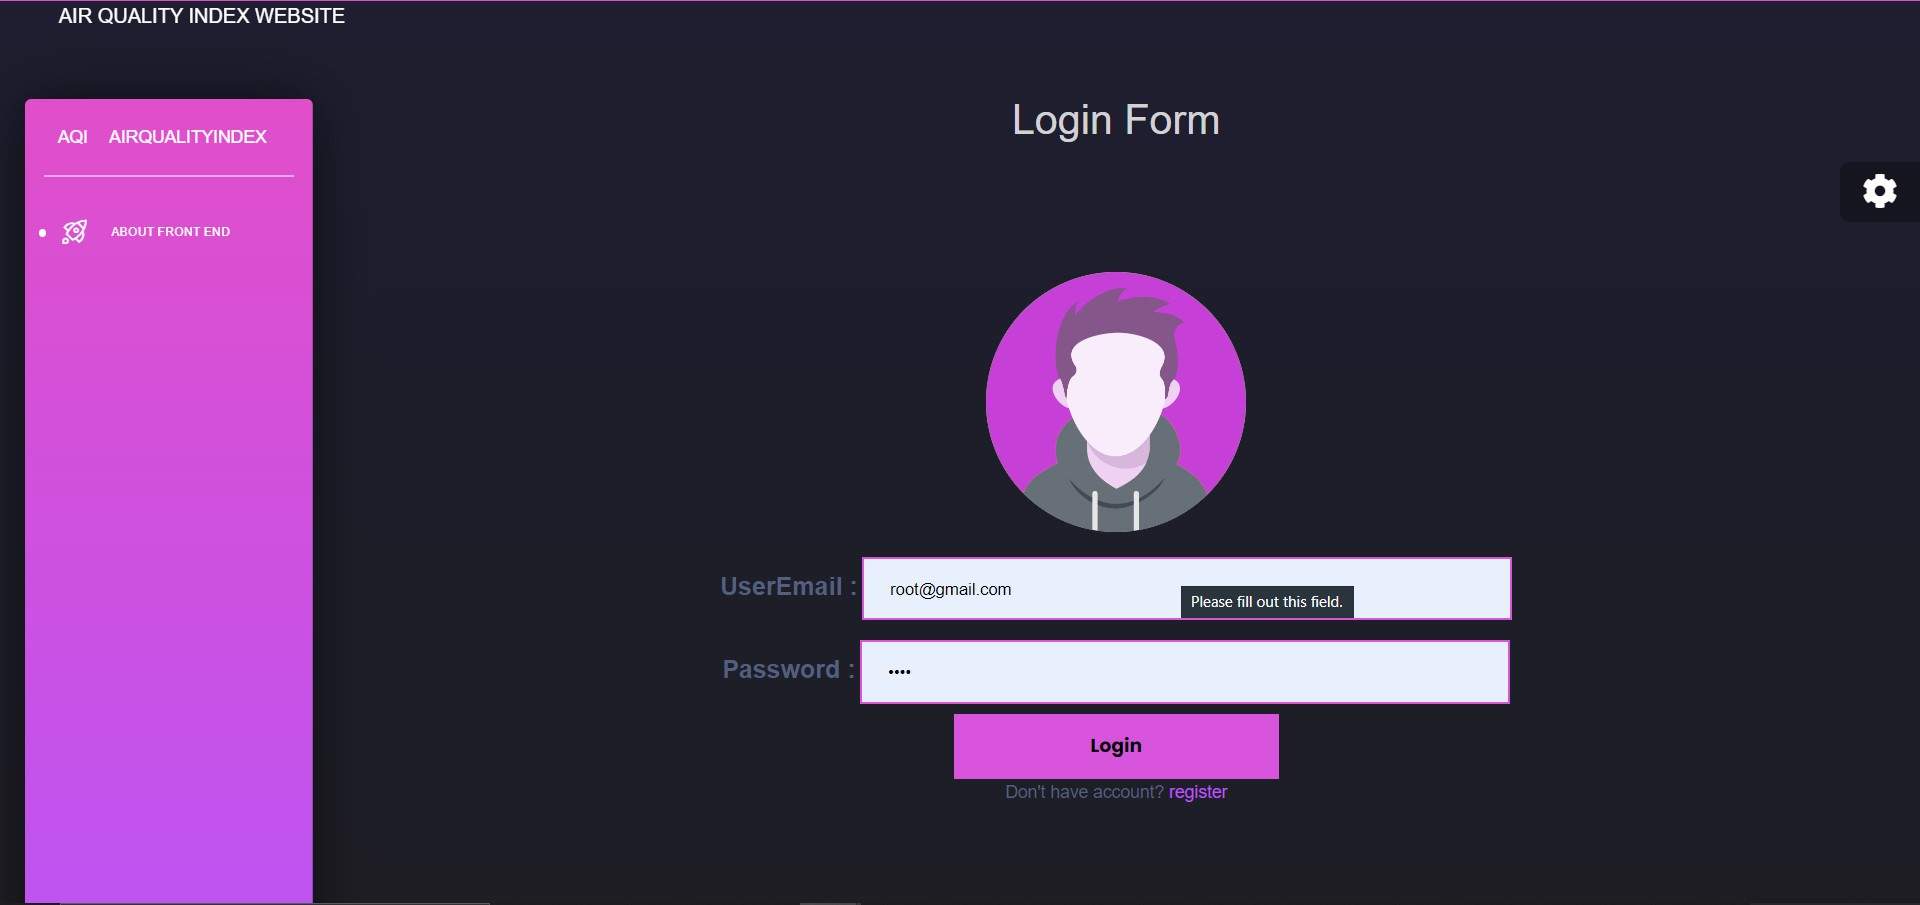 AIR QUALITY INDEX WEBSITE
AQI AIRQUALITYINDEX
ABOUT FRONT END
Login Form
UserEmail : root@gmail.com
Please fill out this field.
Password : ••••
Login
Don't have account? register